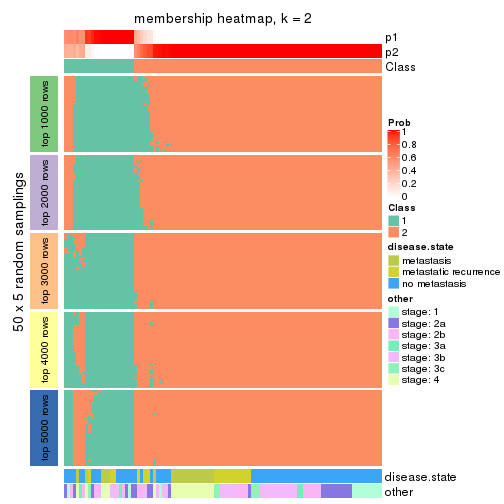 membership heatmap, k = 2
p1
p2
Class
50 x 5 random samplings
top 1000 rows
top 2000 rows
top 3000 rows
top 4000 rows
top 5000 rows
disease.state
other
Prob
1
0.8
0.6
0.4
0.2
0
Class
1
2
disease.state
metastasis
metastatic recurrence
no metastasis
other
stage: 1
stage: 2a
stage: 2b
stage: 3a
stage: 3b
stage: 3c
stage: 4